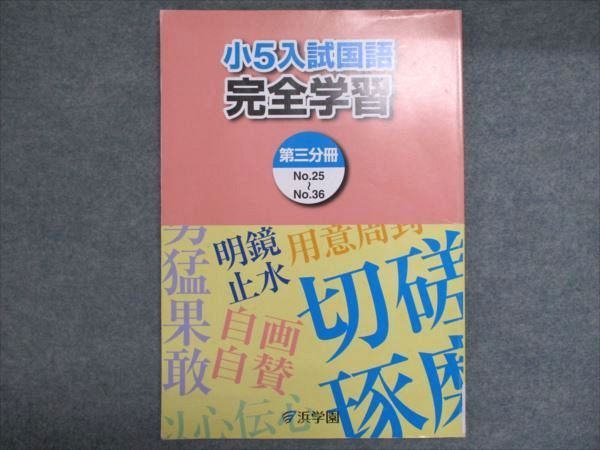 小5入試国語
完全学習
第三分冊
No.25
〜
No.36
勇猛果敢
明鏡
止水
用意周到
切磋
琢磨
自画
自賛
以心伝心
浜学園